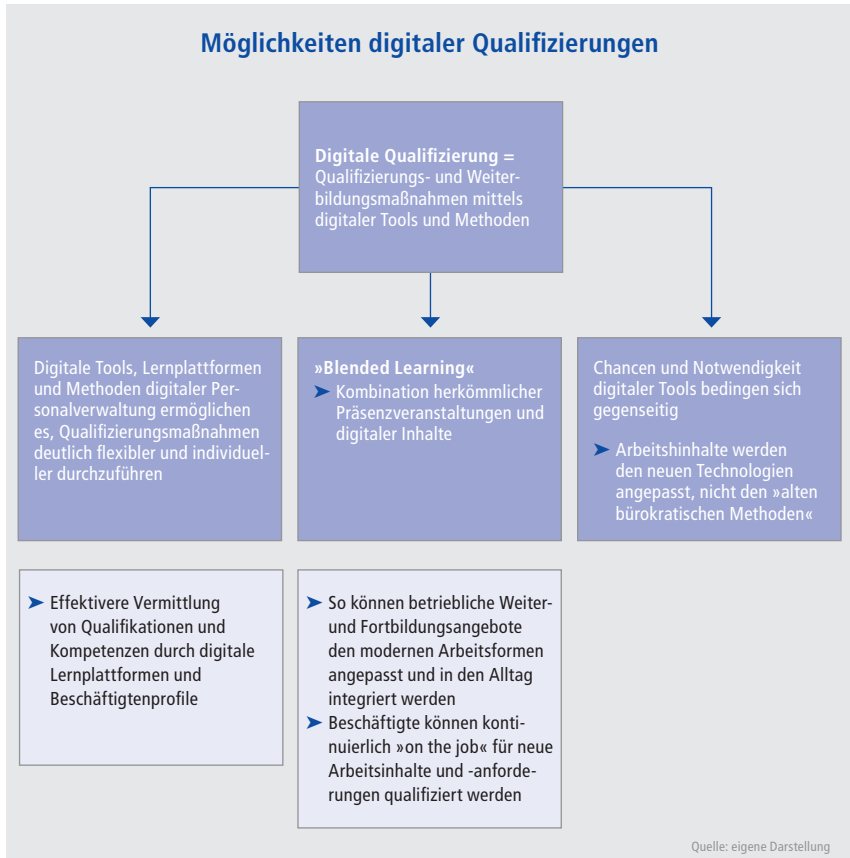 Möglichkeiten digitaler Qualifizierungen
Digitale Qualifizierung =
Qualifizierungs- und Weiter-
bildungsmaßnahmen mittels
digitaler Tools und Methoden
Digitale Tools, Lernplattformen
und Methoden digitaler Per-
sonalverwaltung ermöglichen
es, Qualifizierungsmaßnahmen
deutlich flexibler und individuel-
ler durchzuführen
»Blended Learning«
➤ Kombination herkömmlicher
Präsenzveranstaltungen und
digitaler Inhalte
Chancen und Notwendigkeit
digitaler Tools bedingen sich
gegenseitig
➤ Arbeitshinhalte werden
den neuen Technologien
angepasst, nicht den »alten
bürokratischen Methoden«
➤ Effektivere Vermittlung
von Qualifikationen und
Kompetenzen durch digitale
Lernplattformen und
Beschäftigtenprofile
➤ So können betriebliche Weiter-
und Fortbildungsangebote
den modernen Arbeitsformen
angepasst und in den Alltag
integriert werden
➤ Beschäftigte können konti-
nuierlich »on the job« für neue
Arbeitsinhalte und -anforde-
rungen qualifiziert werden
Quelle: eigene Darstellung